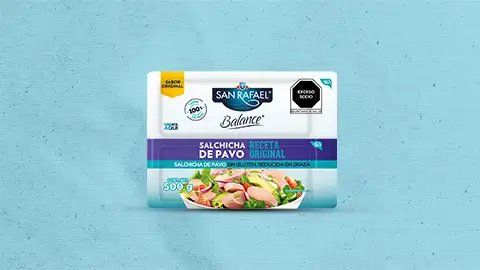 SABOR
ORIGINAL
SAN RAFAEL
Balance
100%
EXCESO
SODIO
SALCHICHA
DE PAVO
RECETA
ORIGINAL
SALCHICHA DE PAVO SIN GLUTEN, REDUCIDA EN GRASA
500 g